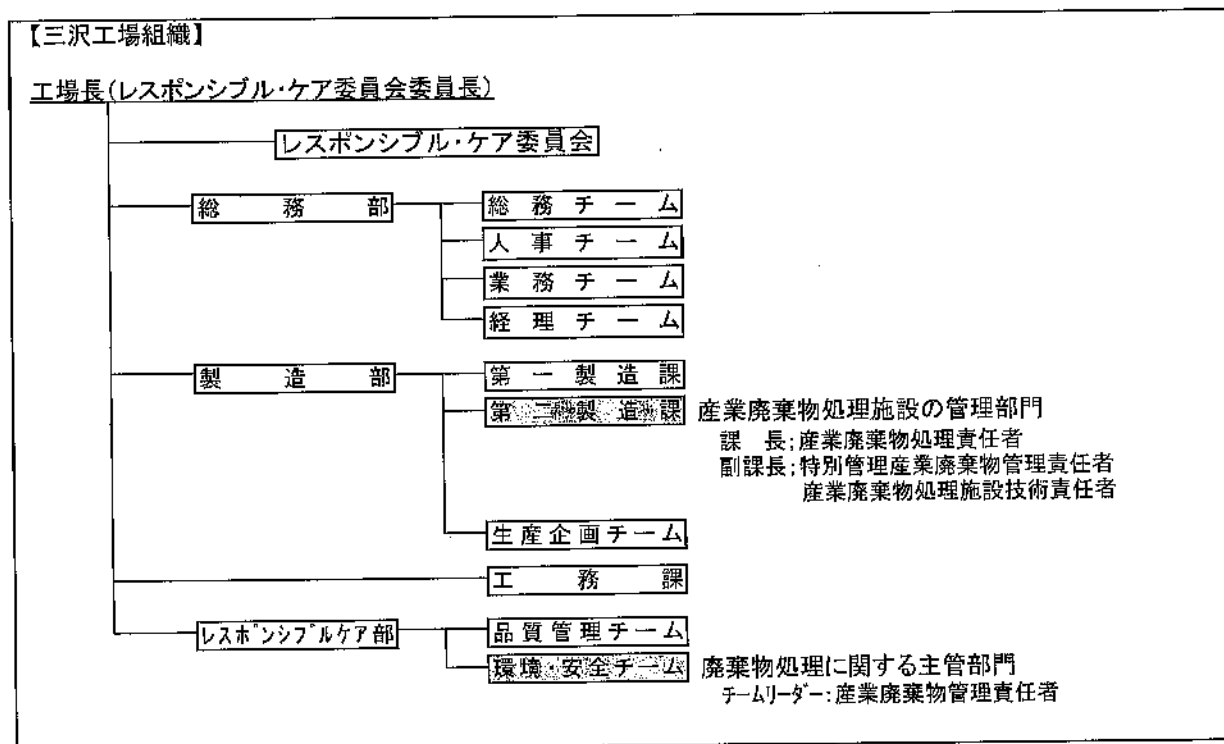 【三沢工場組織】
工場長(レスポンシブル・ケア委員会委員長)
レスポンシブル・ケア委員会
総務部
総務チーム
人事チーム
業務チーム
経理チーム
製造部
第一製造課
第二製造課 産業廃棄物処理施設の管理部門
課 長;産業廃棄物処理責任者
副課長;特別管理産業廃棄物管理責任者
産業廃棄物処理施設技術責任者
生産企画チーム
工務課
レスポンシブルケア部
品質管理チーム
環境・安全チーム 廃棄物処理に関する主管部門
チームリーダー:産業廃棄物管理責任者